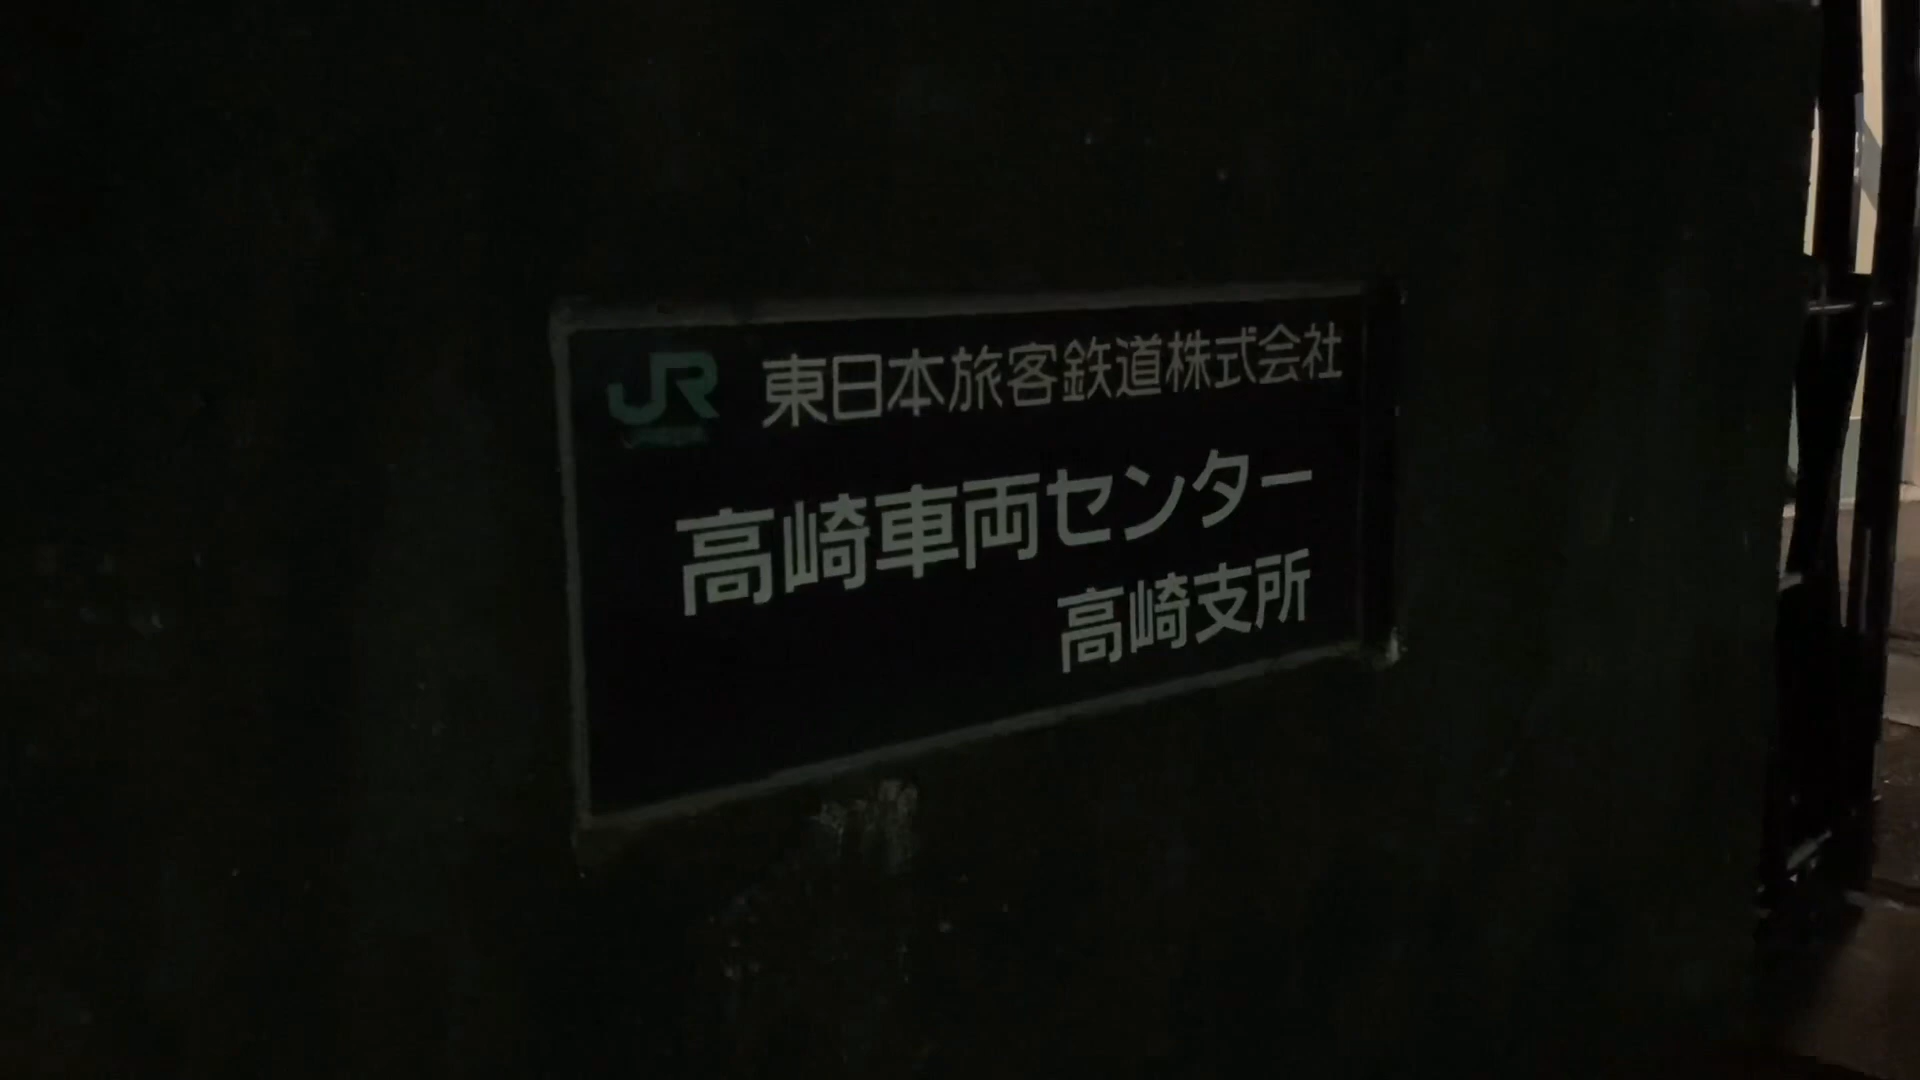 JR 東日本旅客鉄道株式会社
高崎車両センター
高崎支所